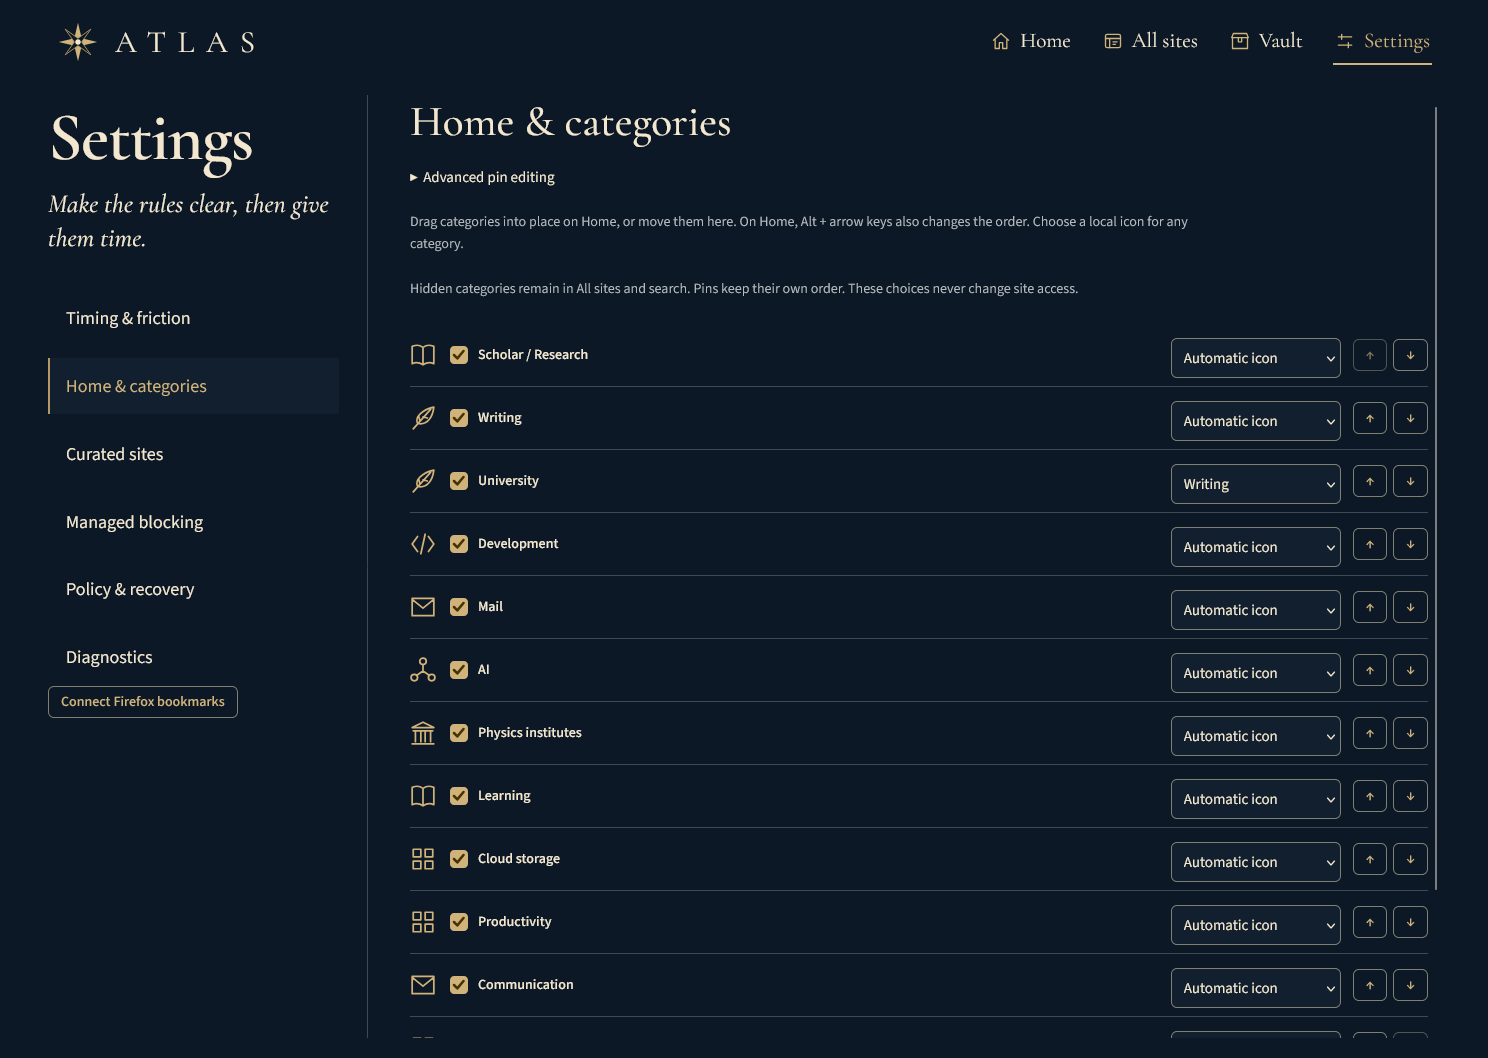 ATLAS
Home
All sites
Vault
Settings
Settings
Make the rules clear, then give
them time.
Timing & friction
Home & categories
Curated sites
Managed blocking
Policy & recovery
Diagnostics
Connect Firefox bookmarks
Home & categories
Advanced pin editing
Drag categories into place on Home, or move them here. On Home, Alt + arrow keys also changes the order. Choose a local icon for any
category.
Hidden categories remain in All sites and search. Pins keep their own order. These choices never change site access.
Scholar / Research
Automatic icon
Writing
Automatic icon
University
Writing
Development
Automatic icon
Mail
Automatic icon
AI
Automatic icon
Physics institutes
Automatic icon
Learning
Automatic icon
Cloud storage
Automatic icon
Productivity
Automatic icon
Communication
Automatic icon